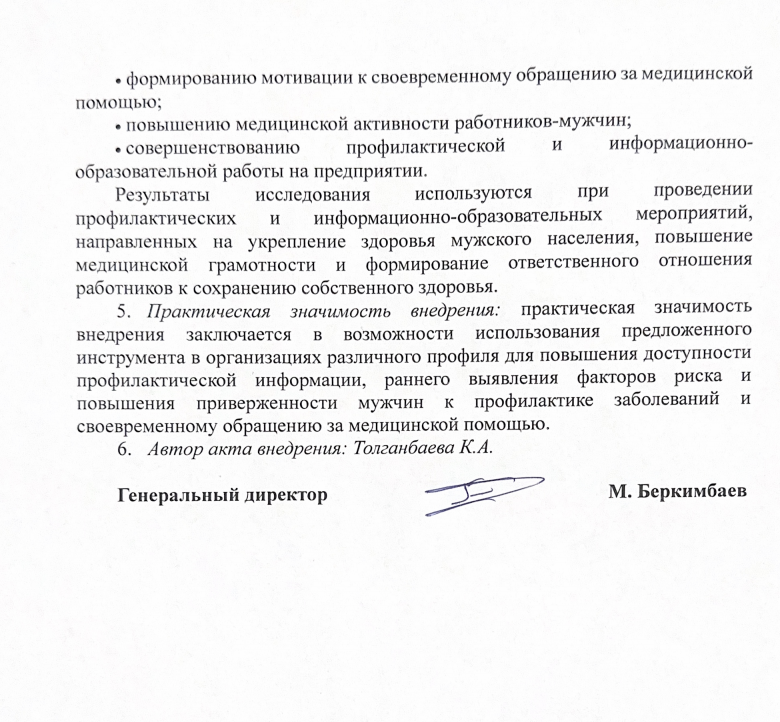 • формированию мотивации к своевременному обращению за медицинской
помощью;
• повышению медицинской активности работников-мужчин;
• совершенствованию профилактической и информационно-
образовательной работы на предприятии.
Результаты исследования используются при проведении
профилактических и информационно-образовательных мероприятий,
направленных на укрепление здоровья мужского населения, повышение
медицинской грамотности и формирование ответственного отношения
работников к сохранению собственного здоровья.
5. Практическая значимость внедрения: практическая значимость
внедрения заключается в возможности использования предложенного
инструмента в организациях различного профиля для повышения доступности
профилактической информации, раннего выявления факторов риска и
повышения приверженности мужчин к профилактике заболеваний и
своевременному обращению за медицинской помощью.
6. Автор акта внедрения: Толганбаева К.А.
Генеральный директор М. Беркимбаев